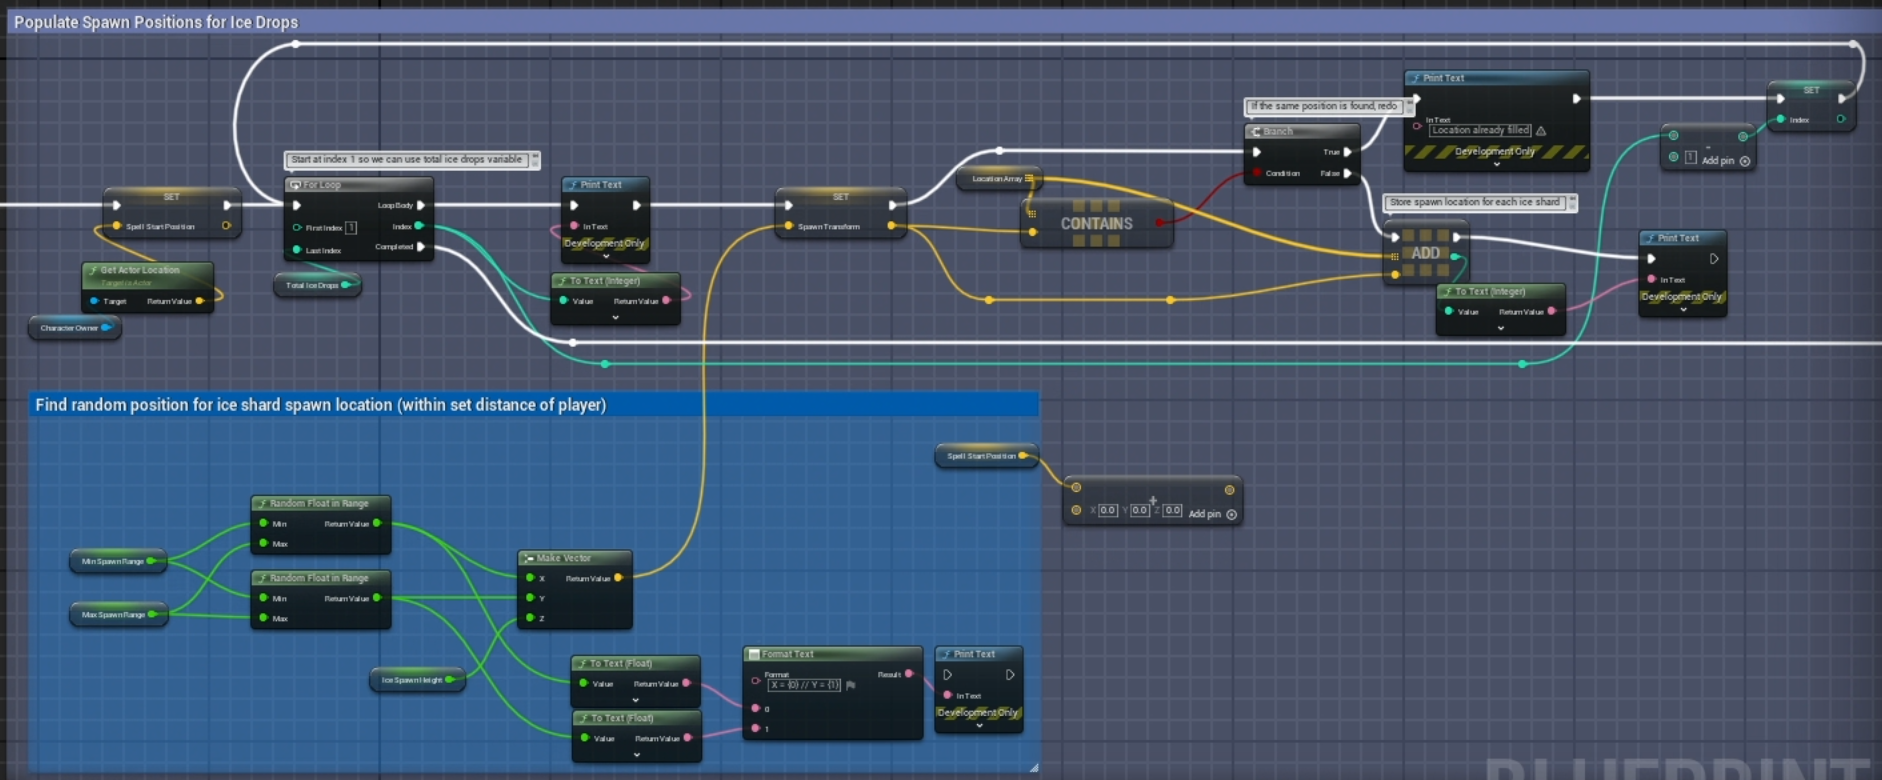 Populate Spawn Positions for Ice Drops
SET
Spell Start Position
Get Actor Location
Target is Actor
Target
Return Value
Character Owner
Start at index 1 so we can use total ice drops variable
For Loop
Loop Body
First Index
1
Index
Last Index
Completed
Total Ice Drops
Print Text
In Text
Development Only
To Text (Integer)
Value
Return Value
SET
Spawn Transform
Location Array
CONTAINS
If the same position is found, redo
Branch
True
Condition
False
Print Text
In Text
Location already filled
Development Only
Store spawn location for each ice shard
ADD
To Text (Integer)
Value
Return Value
Print Text
In Text
Development Only
-
1
Add pin
SET
Index
Find random position for ice shard spawn location (within set distance of player)
Spell Start Position
+
X 0.0 Y 0.0 Z 0.0
Add pin
Random Float in Range
Min
Return Value
Max
Min Spawn Range
Random Float in Range
Min
Return Value
Max
Max Spawn Range
Make Vector
X
Return Value
Y
Z
Ice Spawn Height
To Text (Float)
Value
Return Value
To Text (Float)
Value
Return Value
Format Text
Format
Result
X = {0} // Y = {1}
0
1
Print Text
In Text
Development Only
BLUEPRINT